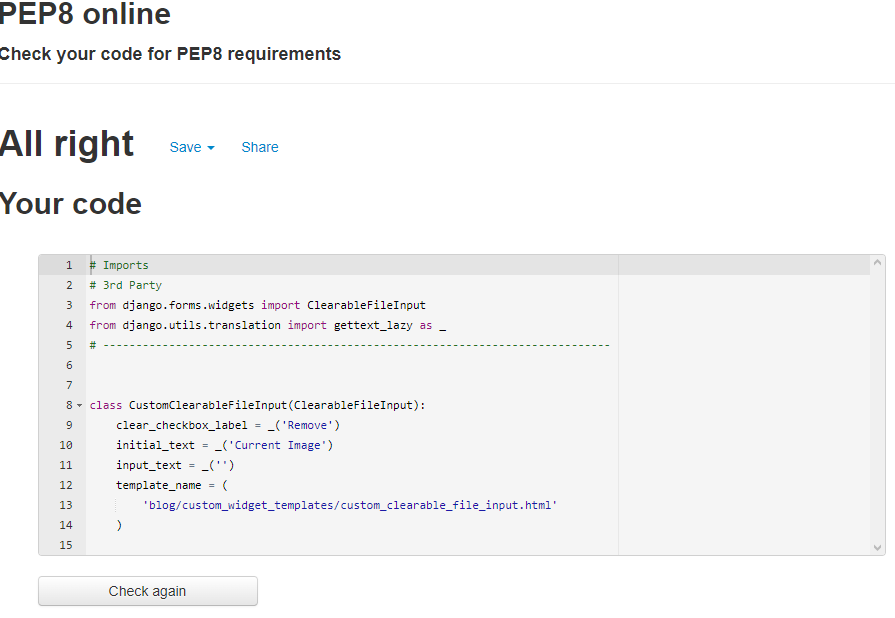 PEP8 online
Check your code for PEP8 requirements
All right Save Share
Your code
1 # Imports
2 # 3rd Party
3 from django.forms.widgets import ClearableFileInput
4 from django.utils.translation import gettext_lazy as _
5 # -----------------------------------------------------------------------------
6
7
8 class CustomClearableFileInput(ClearableFileInput):
9     clear_checkbox_label = _('Remove')
10     initial_text = _('Current Image')
11     input_text = _('')
12     template_name = (
13         'blog/custom_widget_templates/custom_clearable_file_input.html'
14     )
15
Check again